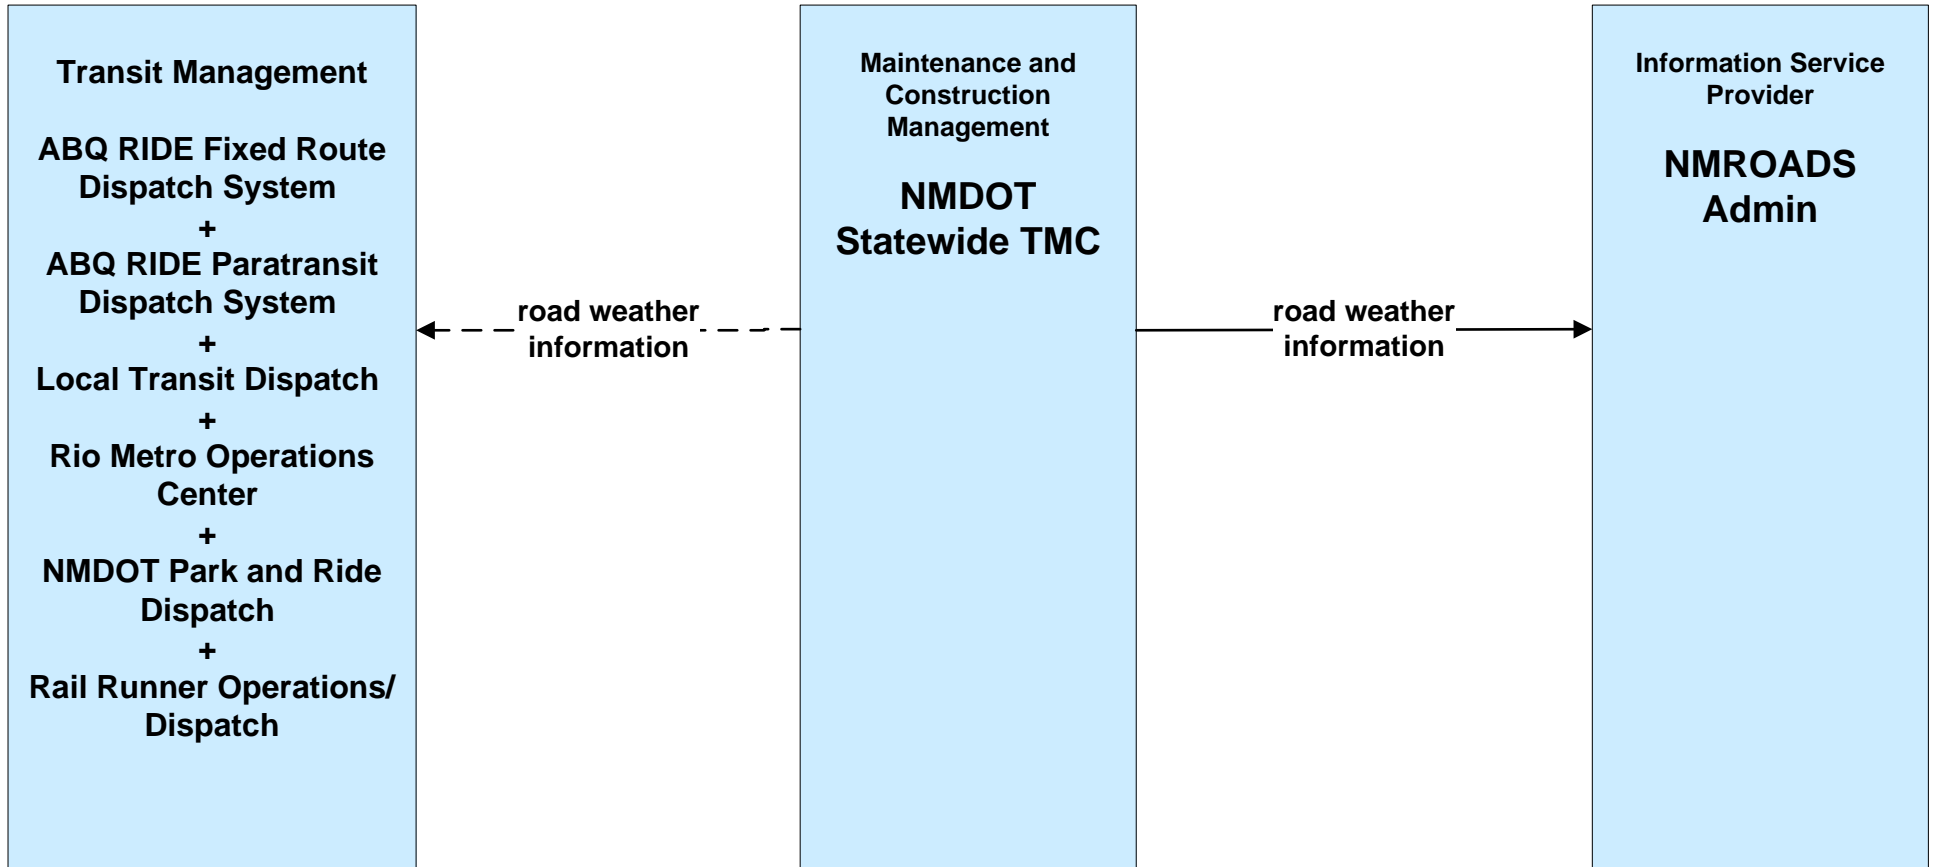 Transit Management
ABQ RIDE Fixed Route
Dispatch System
+
ABQ RIDE Paratransit
Dispatch System
+
Local Transit Dispatch
+
Rio Metro Operations
Center
+
NMDOT Park and Ride
Dispatch
+
Rail Runner Operations/
Dispatch
road weather
information
Maintenance and
Construction
Management
NMDOT
Statewide TMC
road weather
information
Information Service
Provider
NMROADS
Admin